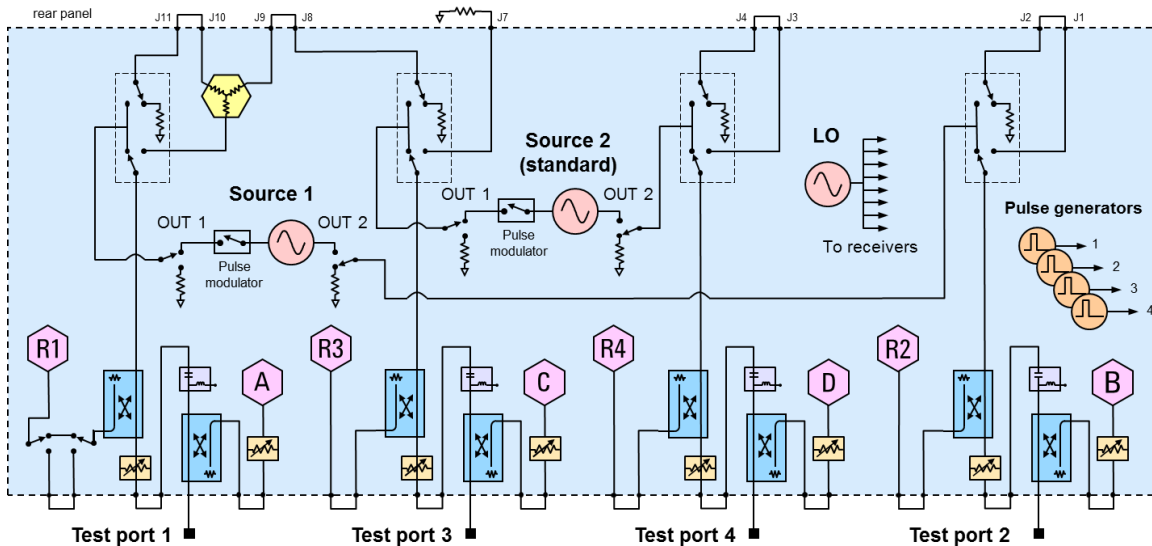 rear panel
J11 J10 J9 J8 J7 J4 J3 J2 J1
Source 1
OUT 1
OUT 2
Pulse
modulator
Source 2
(standard)
OUT 1
OUT 2
Pulse
modulator
LO
To receivers
Pulse generators
1
2
3
4
R1
A
R3
C
R4
D
R2
B
Test port 1
Test port 3
Test port 4
Test port 2